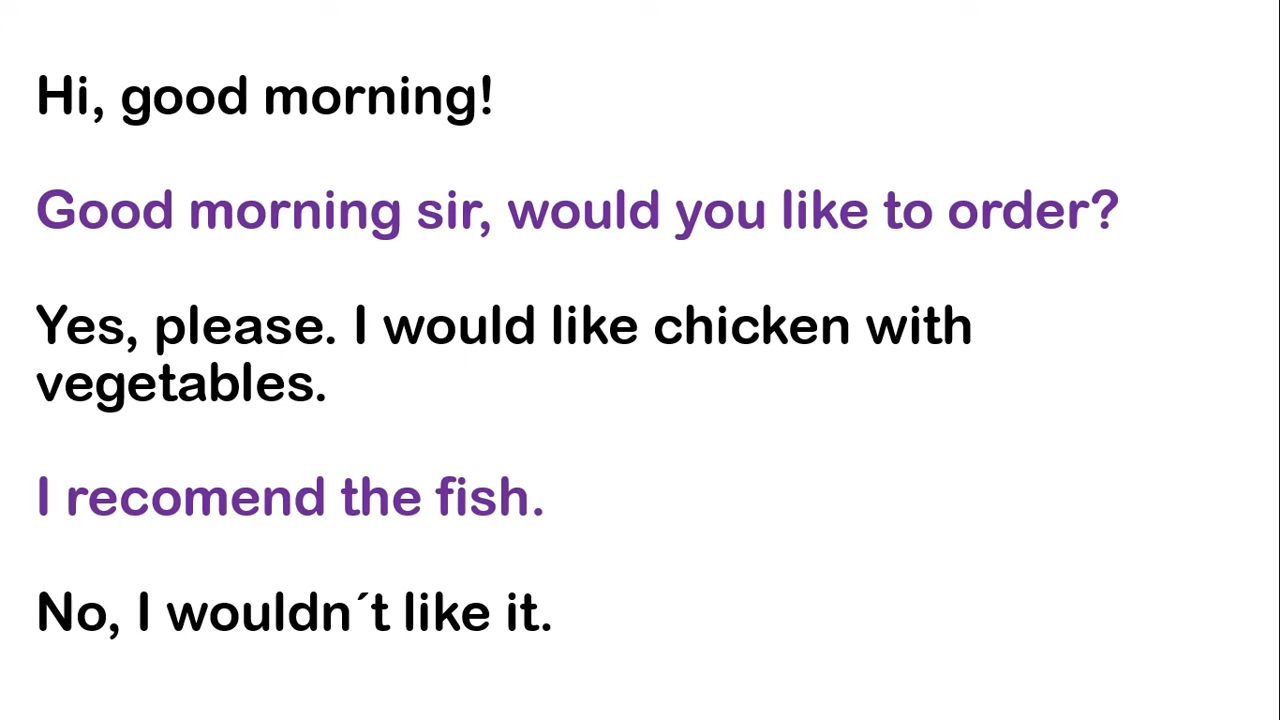 Hi, good morning!
Good morning sir, would you like to order?
Yes, please. I would like chicken with
vegetables.
I recomend the fish.
No, I wouldn´t like it.